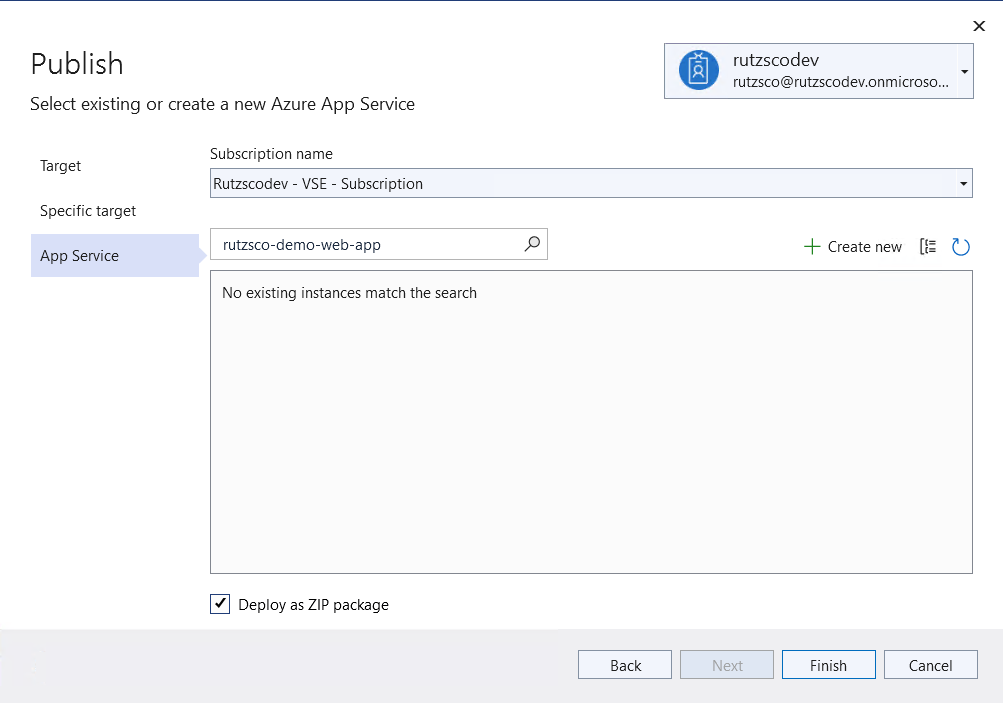 Publish
Select existing or create a new Azure App Service
rutzscodev
rutzsco@rutzscodev.onmicroso...
Target
Specific target
App Service
Subscription name
Rutzscodev - VSE - Subscription
rutzsco-demo-web-app
Create new
No existing instances match the search
Deploy as ZIP package
Back
Next
Finish
Cancel